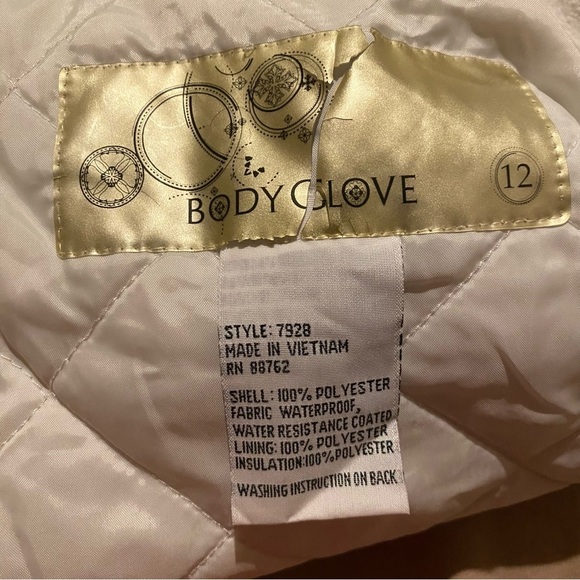 BODY GLOVE
12
STYLE: 7928
MADE IN VIETNAM
RN 88762
SHELL: 100% POLYESTER
FABRIC WATERPROOF,
WATER RESISTANCE COATED
LINING: 100% POLYESTER
INSULATION:100%POLYESTER
WASHING INSTRUCTION ON BACK